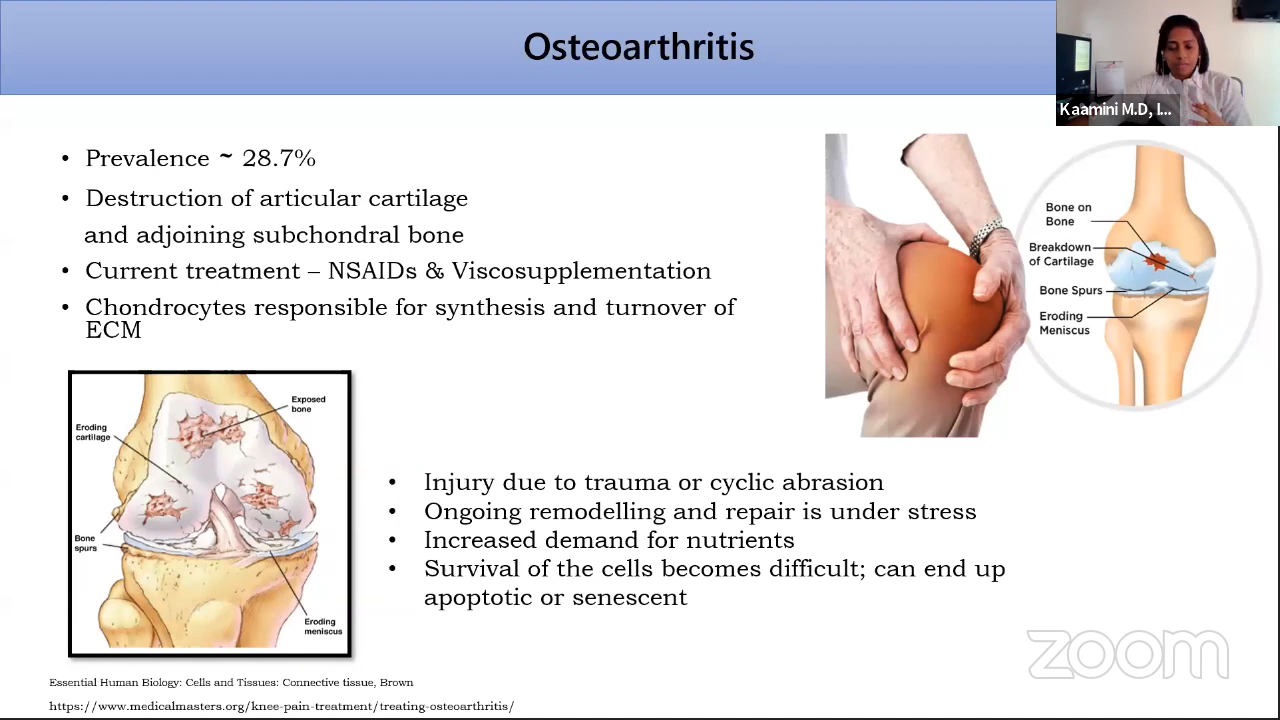 Osteoarthritis
Kaamini M.D, I...
• Prevalence ~ 28.7%
• Destruction of articular cartilage
and adjoining subchondral bone
• Current treatment – NSAIDs & Viscosupplementation
• Chondrocytes responsible for synthesis and turnover of
ECM
Bone on
Bone
Breakdown
of Cartilage
Bone Spurs
Eroding
Meniscus
Exposed
bone
Eroding
cartilage
Bone
spurs
Eroding
meniscus
• Injury due to trauma or cyclic abrasion
• Ongoing remodelling and repair is under stress
• Increased demand for nutrients
• Survival of the cells becomes difficult; can end up
apoptotic or senescent
zoom
Essential Human Biology: Cells and Tissues: Connective tissue, Brown
https://www.medicalmasters.org/knee-pain-treatment/treating-osteoarthritis/